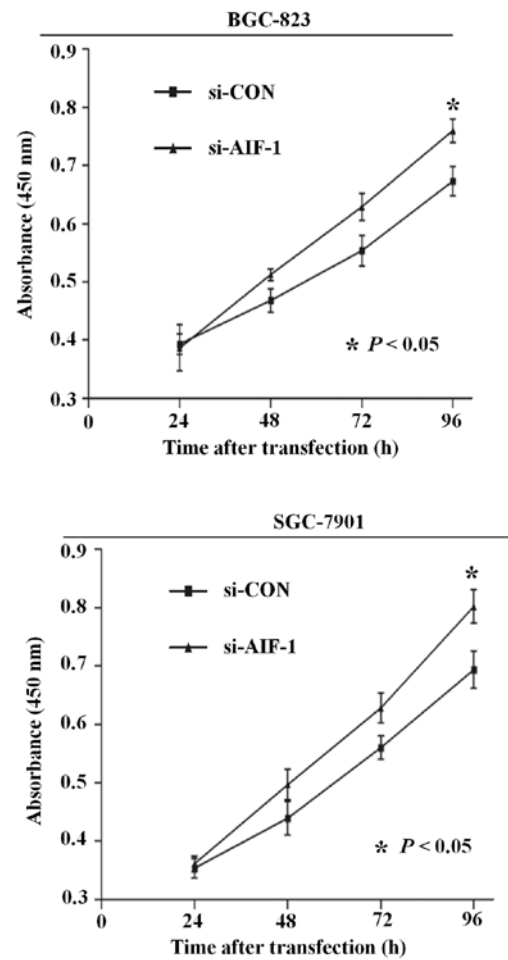 BGC-823
0.9
0.8
0.7
0.6
0.5
0.4
0.3
Absorbance (450 nm)
si-CON
si-AIF-1
*
* P < 0.05
0 24 48 72 96
Time after transfection (h)
SGC-7901
0.9
0.8
0.7
0.6
0.5
0.4
0.3
Absorbance (450 nm)
si-CON
si-AIF-1
*
* P < 0.05
0 24 48 72 96
Time after transfection (h)